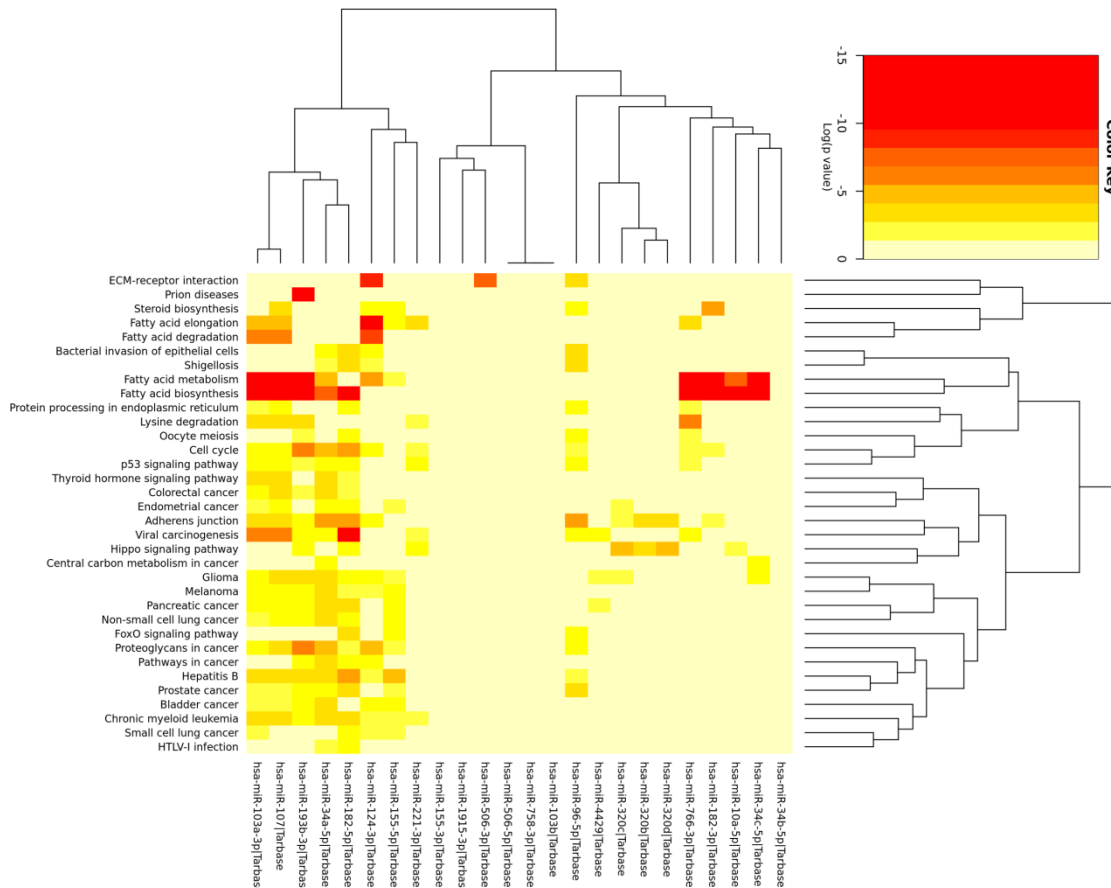 Color Key
-15
-10
-5
0
Log(p value)
ECM-receptor interaction
Prion diseases
Steroid biosynthesis
Fatty acid elongation
Fatty acid degradation
Bacterial invasion of epithelial cells
Shigellosis
Fatty acid metabolism
Fatty acid biosynthesis
Protein processing in endoplasmic reticulum
Lysine degradation
Oocyte meiosis
Cell cycle
p53 signaling pathway
Thyroid hormone signaling pathway
Colorectal cancer
Endometrial cancer
Adherens junction
Viral carcinogenesis
Hippo signaling pathway
Central carbon metabolism in cancer
Glioma
Melanoma
Pancreatic cancer
Non-small cell lung cancer
FoxO signaling pathway
Proteoglycans in cancer
Pathways in cancer
Hepatitis B
Prostate cancer
Bladder cancer
Chronic myeloid leukemia
Small cell lung cancer
HTLV-I infection
hsa-miR-103a-3p|Tarbas
hsa-miR-107|Tarbase
hsa-miR-193b-3p|Tarbas
hsa-miR-34a-5p|Tarbase
hsa-miR-182-5p|Tarbase
hsa-miR-124-3p|Tarbase
hsa-miR-155-5p|Tarbase
hsa-miR-221-3p|Tarbase
hsa-miR-155-3p|Tarbase
hsa-miR-1915-3p|Tarbas
hsa-miR-506-3p|Tarbase
hsa-miR-506-5p|Tarbase
hsa-miR-758-3p|Tarbase
hsa-miR-103b|Tarbase
hsa-miR-96-5p|Tarbase
hsa-miR-4429|Tarbase
hsa-miR-320c|Tarbase
hsa-miR-320b|Tarbase
hsa-miR-320d|Tarbase
hsa-miR-766-3p|Tarbase
hsa-miR-182-3p|Tarbase
hsa-miR-10a-5p|Tarbase
hsa-miR-34c-5p|Tarbase
hsa-miR-34b-5p|Tarbase